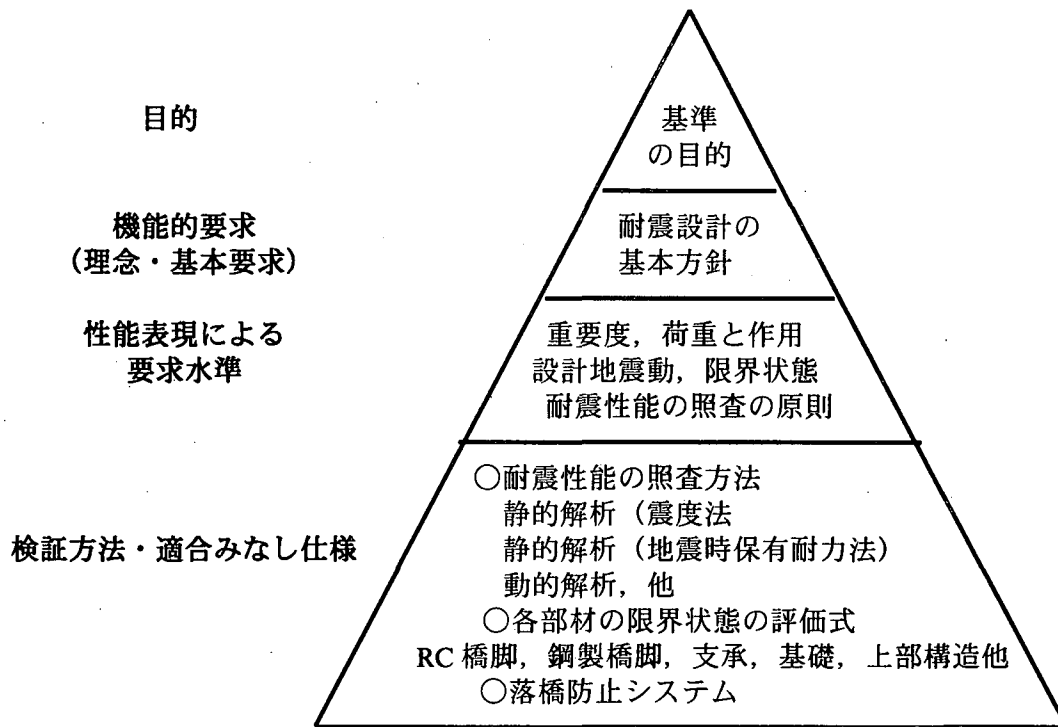 目的
基準
の目的
機能的要求
(理念・基本要求)
耐震設計の
基本方針
性能表現による
要求水準
重要度，荷重と作用
設計地震動，限界状態
耐震性能の照査の原則
検証方法・適合みなし仕様
○耐震性能の照査方法
静的解析（震度法
静的解析（地震時保有耐力法）
動的解析，他
○各部材の限界状態の評価式
RC 橋脚，鋼製橋脚，支承，基礎，上部構造他
○落橋防止システム